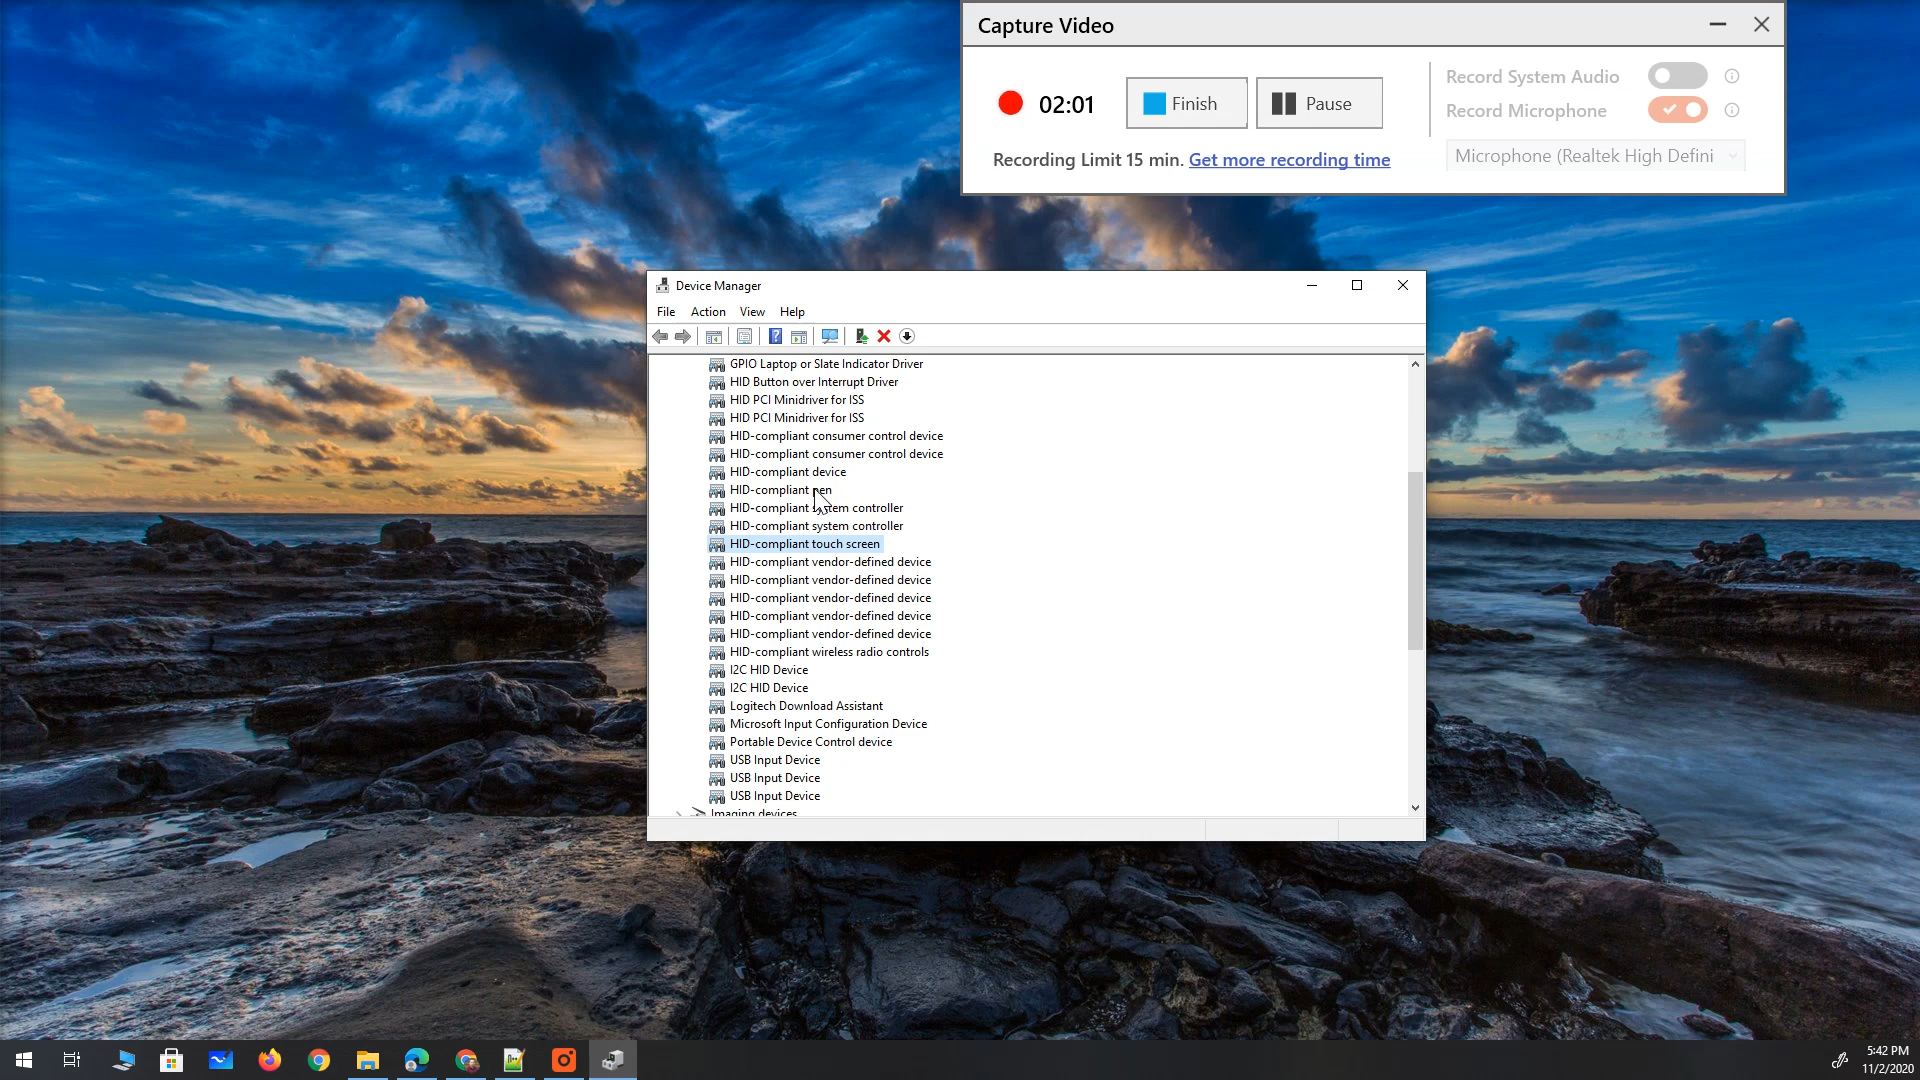 Capture Video
02:01
Finish
Pause
Recording Limit 15 min. Get more recording time
Record System Audio
Record Microphone
Microphone (Realtek High Defini
Device Manager
File Action View Help
GPIO Laptop or Slate Indicator Driver
HID Button over Interrupt Driver
HID PCI Minidriver for ISS
HID PCI Minidriver for ISS
HID-compliant consumer control device
HID-compliant consumer control device
HID-compliant device
HID-compliant pen
HID-compliant system controller
HID-compliant system controller
HID-compliant touch screen
HID-compliant vendor-defined device
HID-compliant vendor-defined device
HID-compliant vendor-defined device
HID-compliant vendor-defined device
HID-compliant vendor-defined device
HID-compliant wireless radio controls
I2C HID Device
I2C HID Device
Logitech Download Assistant
Microsoft Input Configuration Device
Portable Device Control device
USB Input Device
USB Input Device
USB Input Device
Imaging devices
5:42 PM
11/2/2020